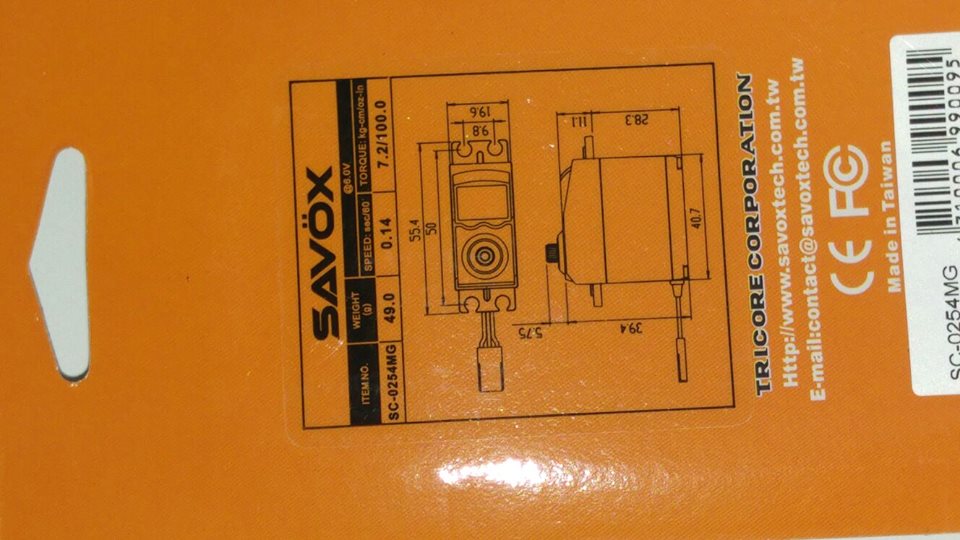 SAVÖX
@6.0V
ITEM NO. WEIGHT (g) SPEED: sec/60 TORQUE: kg-cm/oz-in
SC-0254MG 49.0 0.14 7.2/100.0
55.4
50
9.8
19.6
5.75
39.4
11.1
28.3
40.7
TRICORE CORPORATION
Http://www.savoxtech.com.tw
E-mail:contact@savoxtech.com.tw
CE FC
Made in Taiwan
SC-0254MG